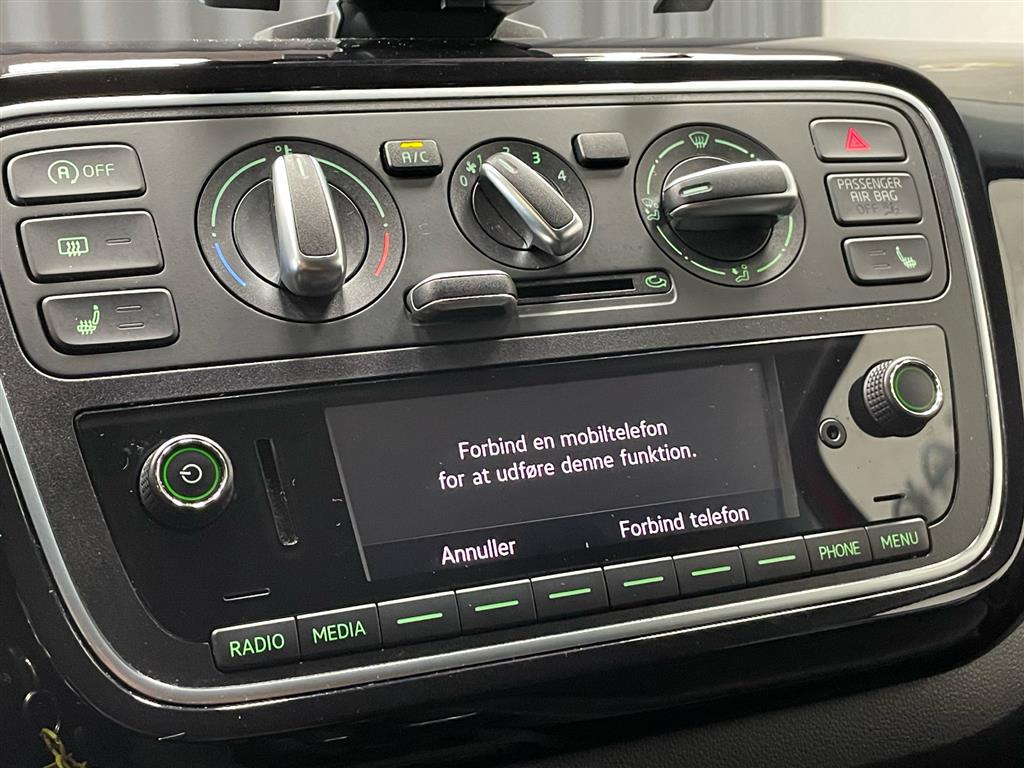 A OFF
A/C
0 1 2 3 4
PASSENGER
AIR BAG
OFF
Forbind en mobiltelefon
for at udføre denne funktion.
Annuller
Forbind telefon
RADIO
MEDIA
PHONE
MENU